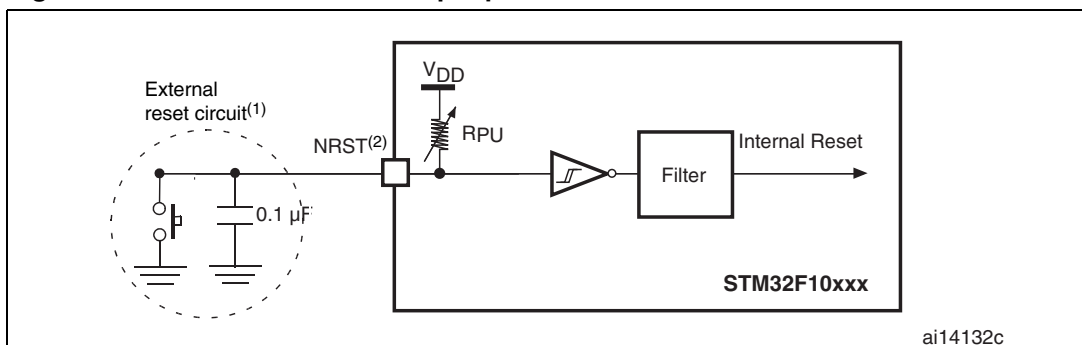 External
reset circuit(1)
VDD
NRST(2)
RPU
Internal Reset
Filter
0.1 µF
STM32F10xxx
ai14132c